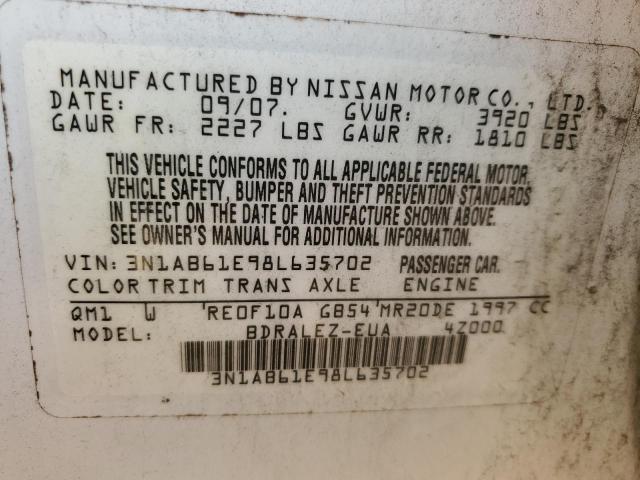 MANUFACTURED BY NISSAN MOTOR CO., LTD.
DATE: 09/07. GVWR: 3920 LBS
GAWR FR: 2227 LBS GAWR RR: 1810 LBS
THIS VEHICLE CONFORMS TO ALL APPLICABLE FEDERAL MOTOR
VEHICLE SAFETY, BUMPER AND THEFT PREVENTION STANDARDS
IN EFFECT ON THE DATE OF MANUFACTURE SHOWN ABOVE.
SEE OWNER'S MANUAL FOR ADDITIONAL INFORMATION.
VIN: 3N1AB61E98L635702 PASSENGER CAR.
COLOR TRIM TRANS AXLE ENGINE
QM1 W RE0F10A GB54 MR20DE 1997 CC
MODEL: BDRALEZ-EUA 4Z000
3N1AB61E98L635702